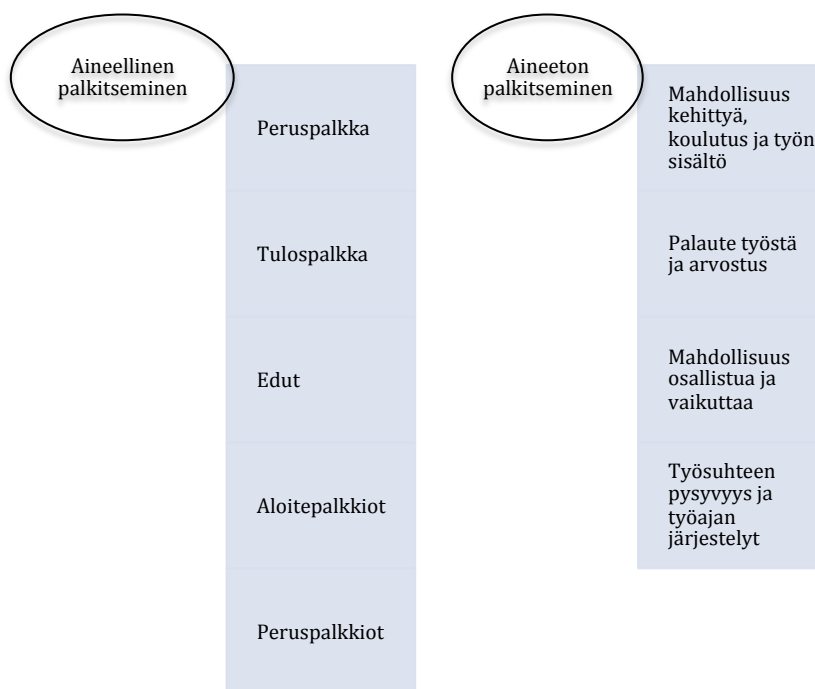 Aineellinen
palkitseminen
Peruspalkka
Tulospalkka
Edut
Aloitepalkkiot
Peruspalkkiot
Aineeton
palkitseminen
Mahdollisuus
kehittyä,
koulutus ja työn
sisältö
Palaute työstä
ja arvostus
Mahdollisuus
osallistua ja
vaikuttaa
Työsuhteen
pysyvyys ja
työajan
järjestelyt